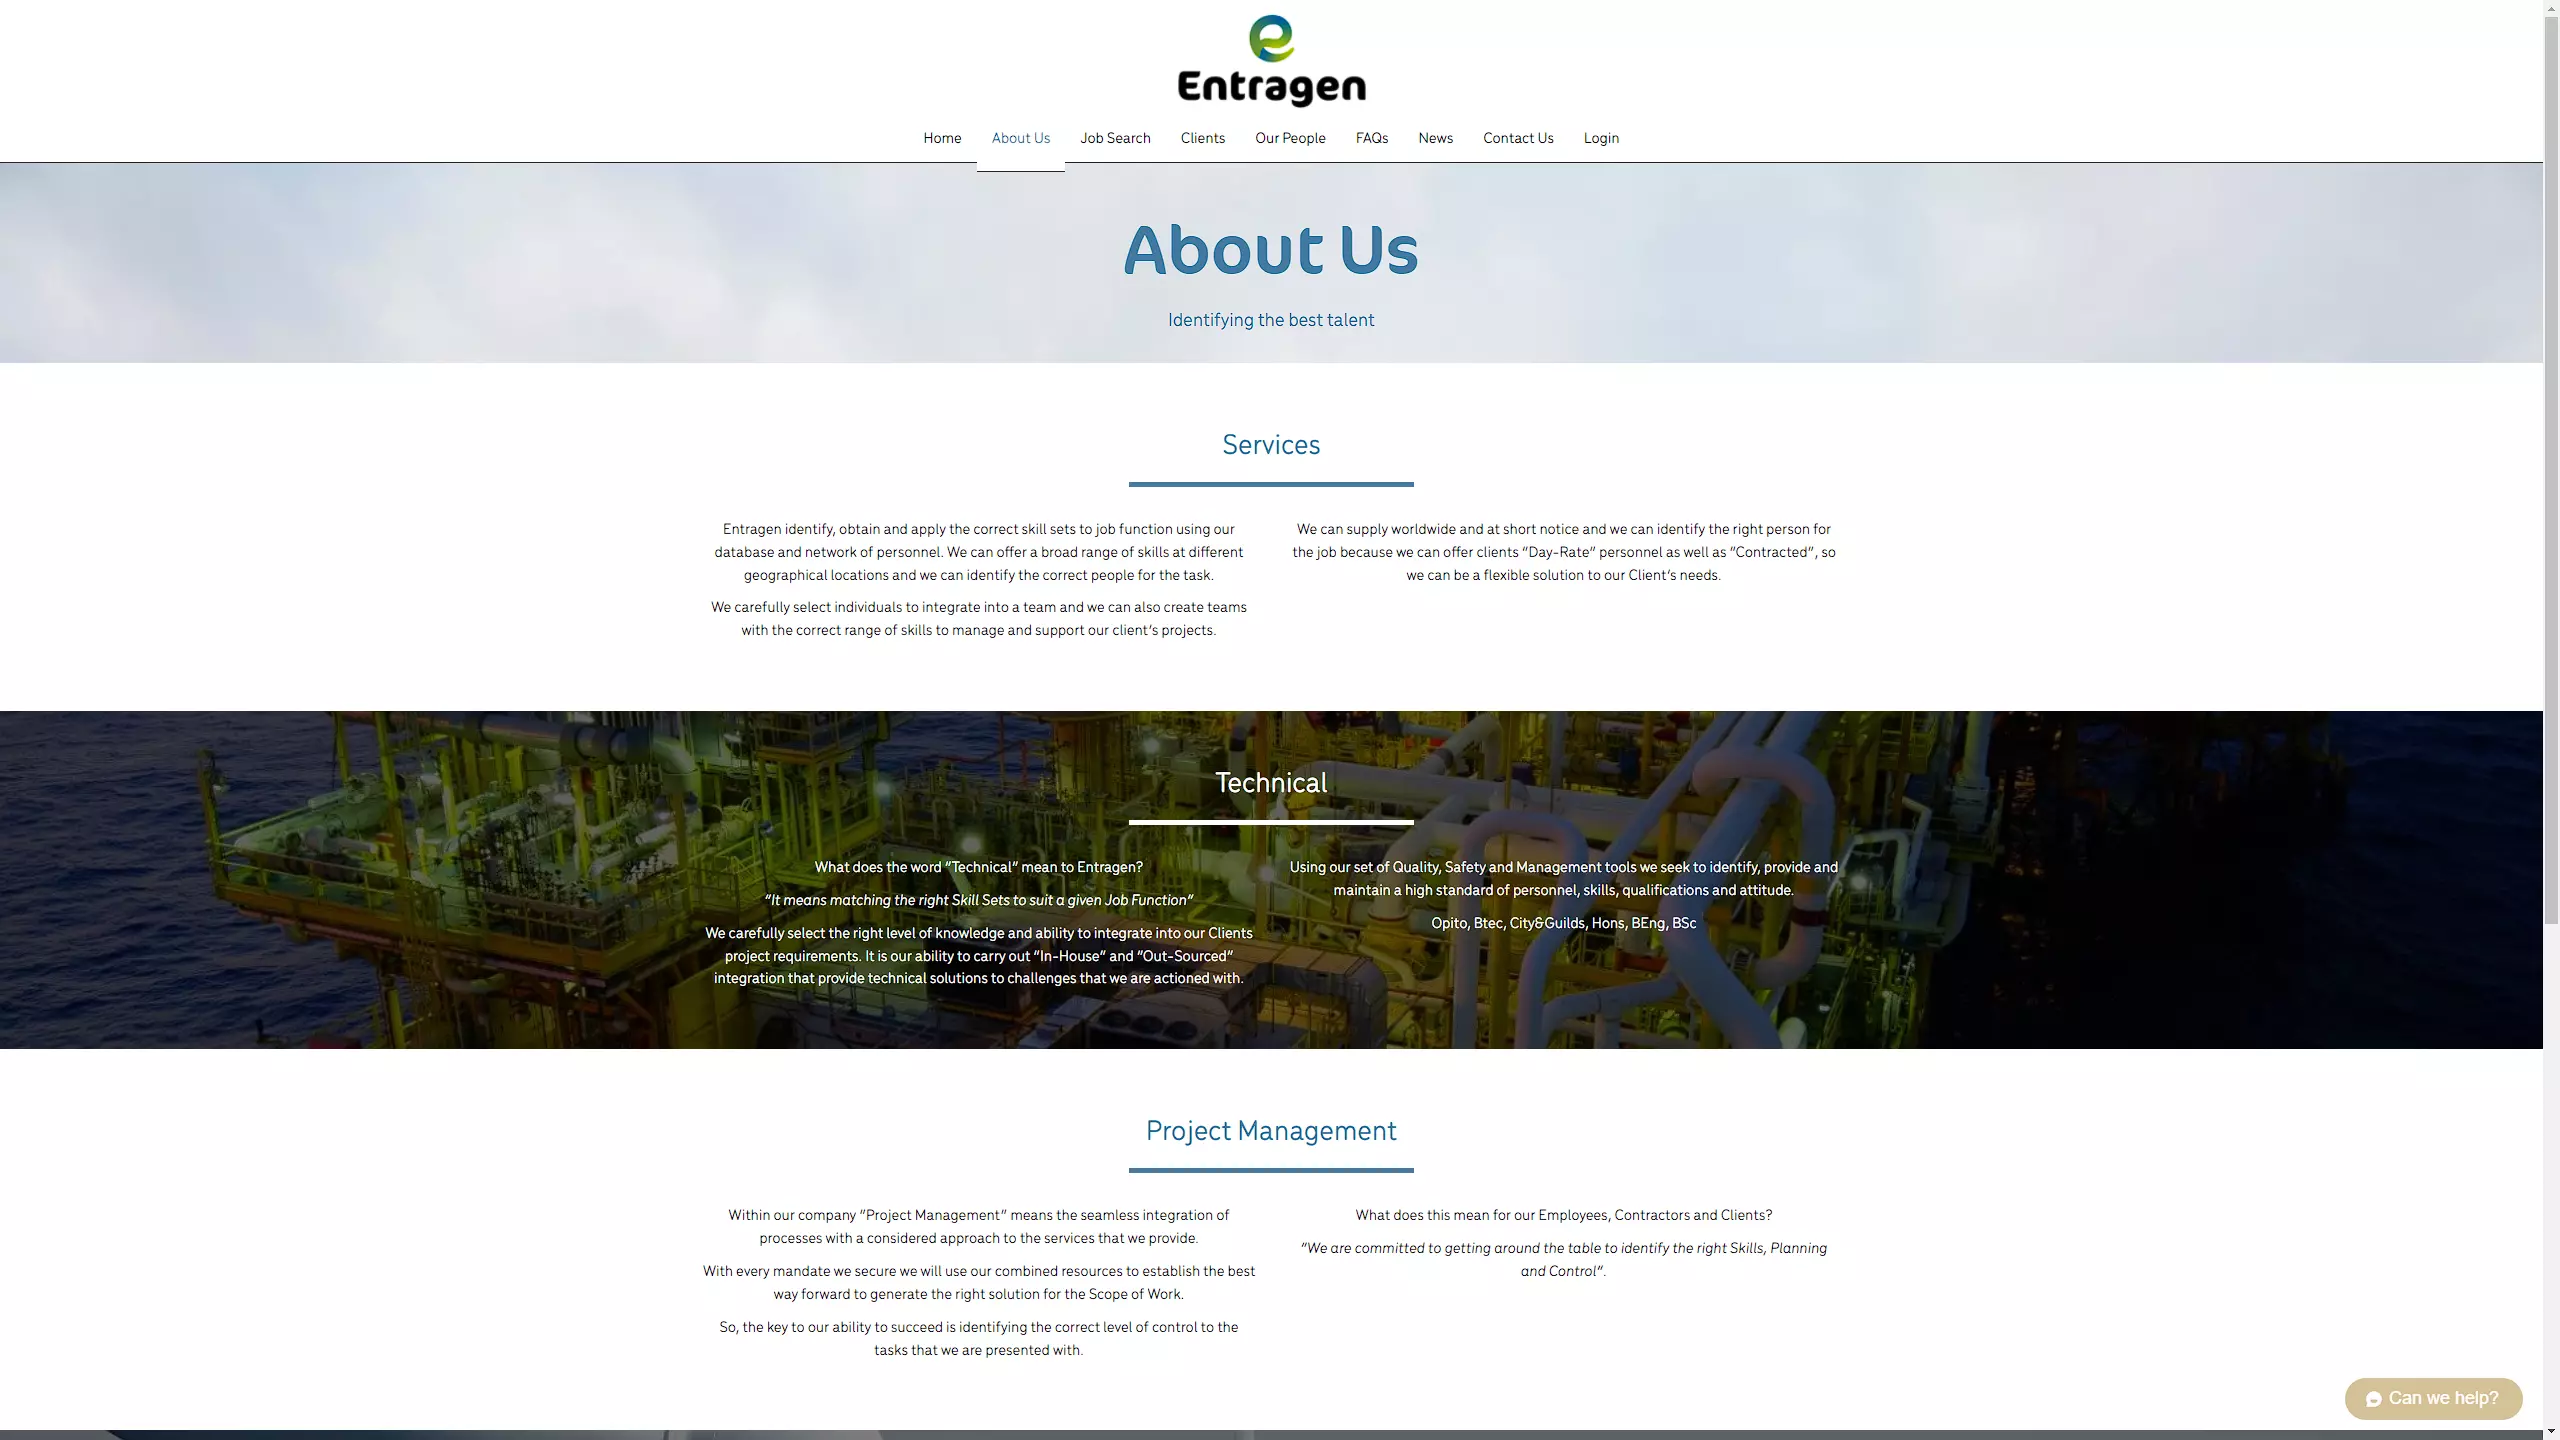 Entragen
Home
About Us
Job Search
Clients
Our People
FAQs
News
Contact Us
Login
About Us
Identifying the best talent
Services
Entragen identify, obtain and apply the correct skill sets to job function using our
database and network of personnel. We can offer a broad range of skills at different
geographical locations and we can identify the correct people for the task.
We carefully select individuals to integrate into a team and we can also create teams
with the correct range of skills to manage and support our client's projects.
We can supply worldwide and at short notice and we can identify the right person for
the job because we can offer clients "Day-Rate" personnel as well as "Contracted", so
we can be a flexible solution to our Client's needs.
Technical
What does the word "Technical" mean to Entragen?
"It means matching the right Skill Sets to suit a given Job Function"
We carefully select the right level of knowledge and ability to integrate into our Clients
project requirements. It is our ability to carry out "In-House" and "Out-Sourced"
integration that provide technical solutions to challenges that we are actioned with.
Using our set of Quality, Safety and Management tools we seek to identify, provide and
maintain a high standard of personnel, skills, qualifications and attitude.
Opito, Btec, City&Guilds, Hons, BEng, BSc
Project Management
Within our company "Project Management" means the seamless integration of
processes with a considered approach to the services that we provide.
With every mandate we secure we will use our combined resources to establish the best
way forward to generate the right solution for the Scope of Work.
So, the key to our ability to succeed is identifying the correct level of control to the
tasks that we are presented with.
What does this mean for our Employees, Contractors and Clients?
"We are committed to getting around the table to identify the right Skills, Planning
and Control".
Can we help?